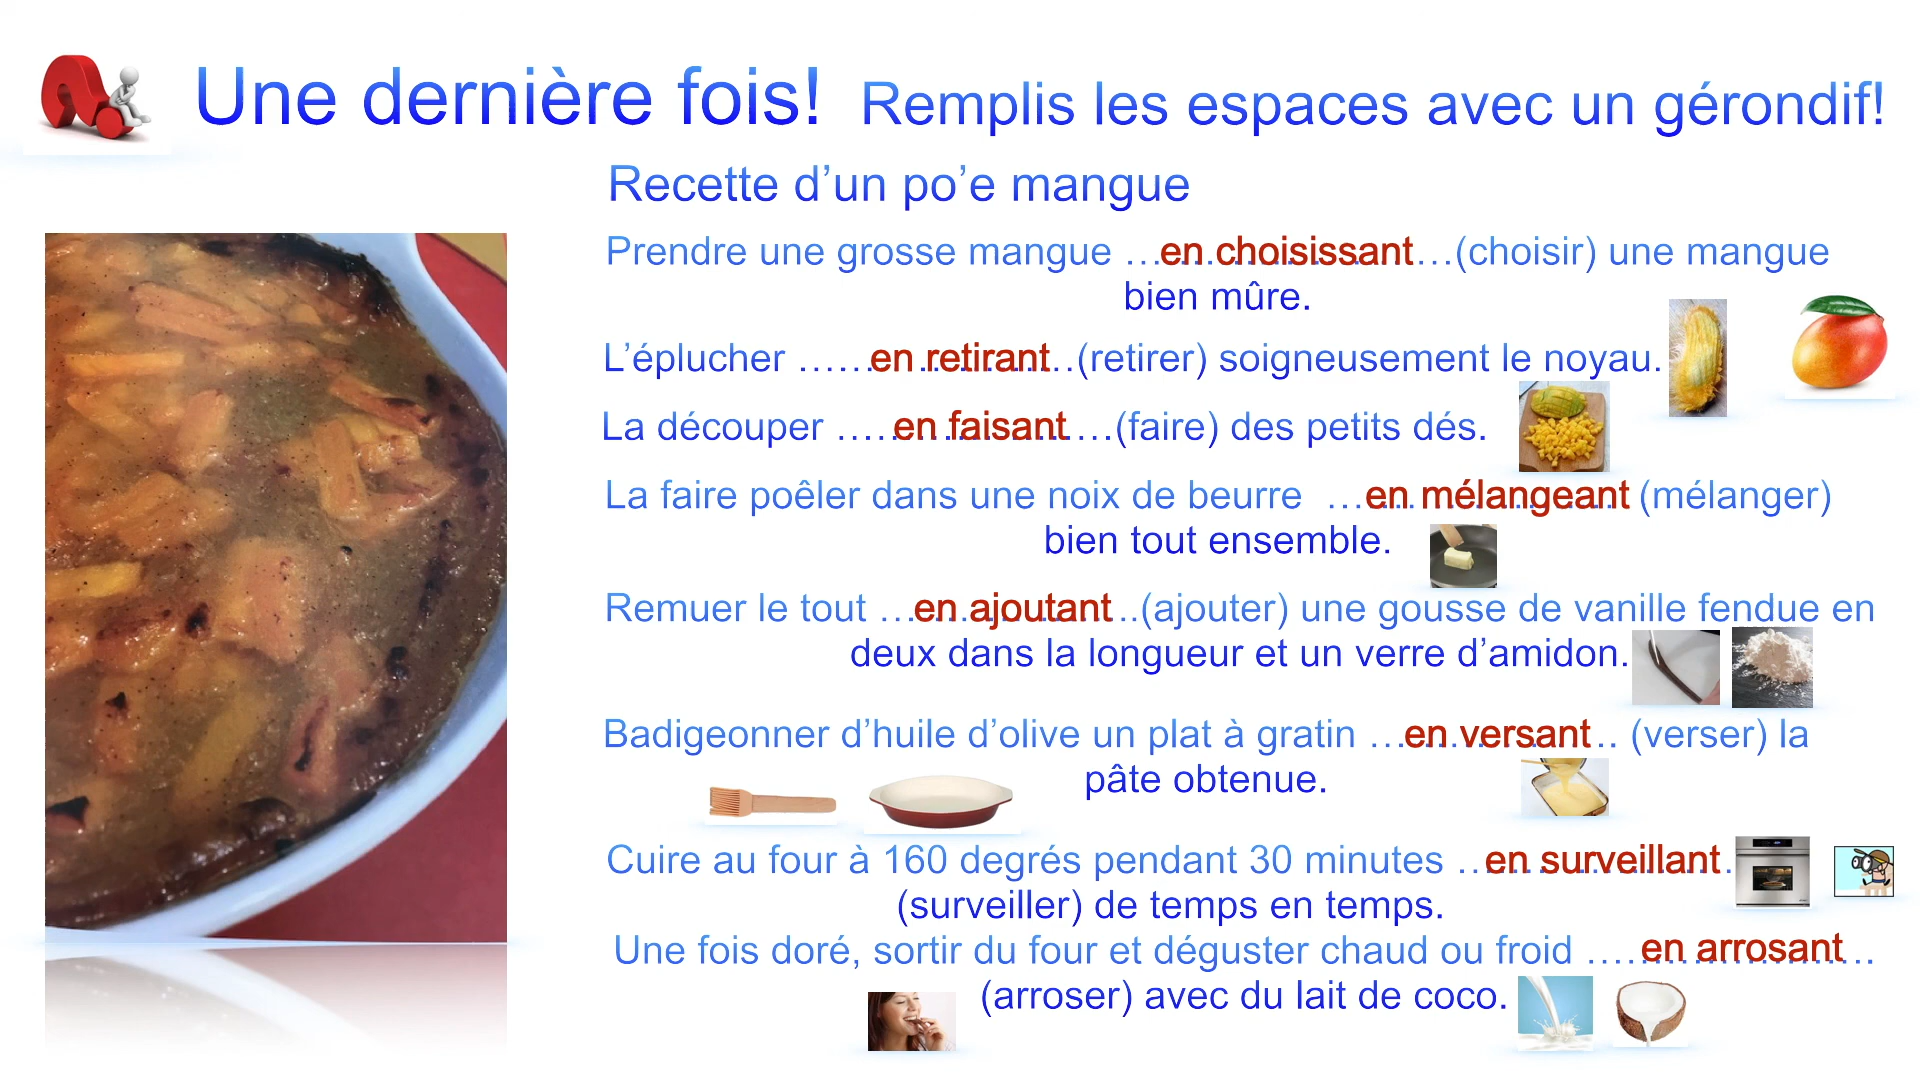 Une dernière fois! Remplis les espaces avec un gérondif!
Recette d’un po’e mangue
Prendre une grosse mangue …en choisissant…(choisir) une mangue
bien mûre.
L’éplucher ……en retirant..(retirer) soigneusement le noyau.
La découper …..en faisant….(faire) des petits dés.
La faire poêler dans une noix de beurre …en mélangeant (mélanger)
bien tout ensemble.
Remuer le tout …en ajoutant..(ajouter) une gousse de vanille fendue en
deux dans la longueur et un verre d’amidon.
Badigeonner d’huile d’olive un plat à gratin …en versant.. (verser) la
pâte obtenue.
Cuire au four à 160 degrés pendant 30 minutes …en surveillant.
(surveiller) de temps en temps.
Une fois doré, sortir du four et déguster chaud ou froid ….en arrosant.
(arroser) avec du lait de coco.